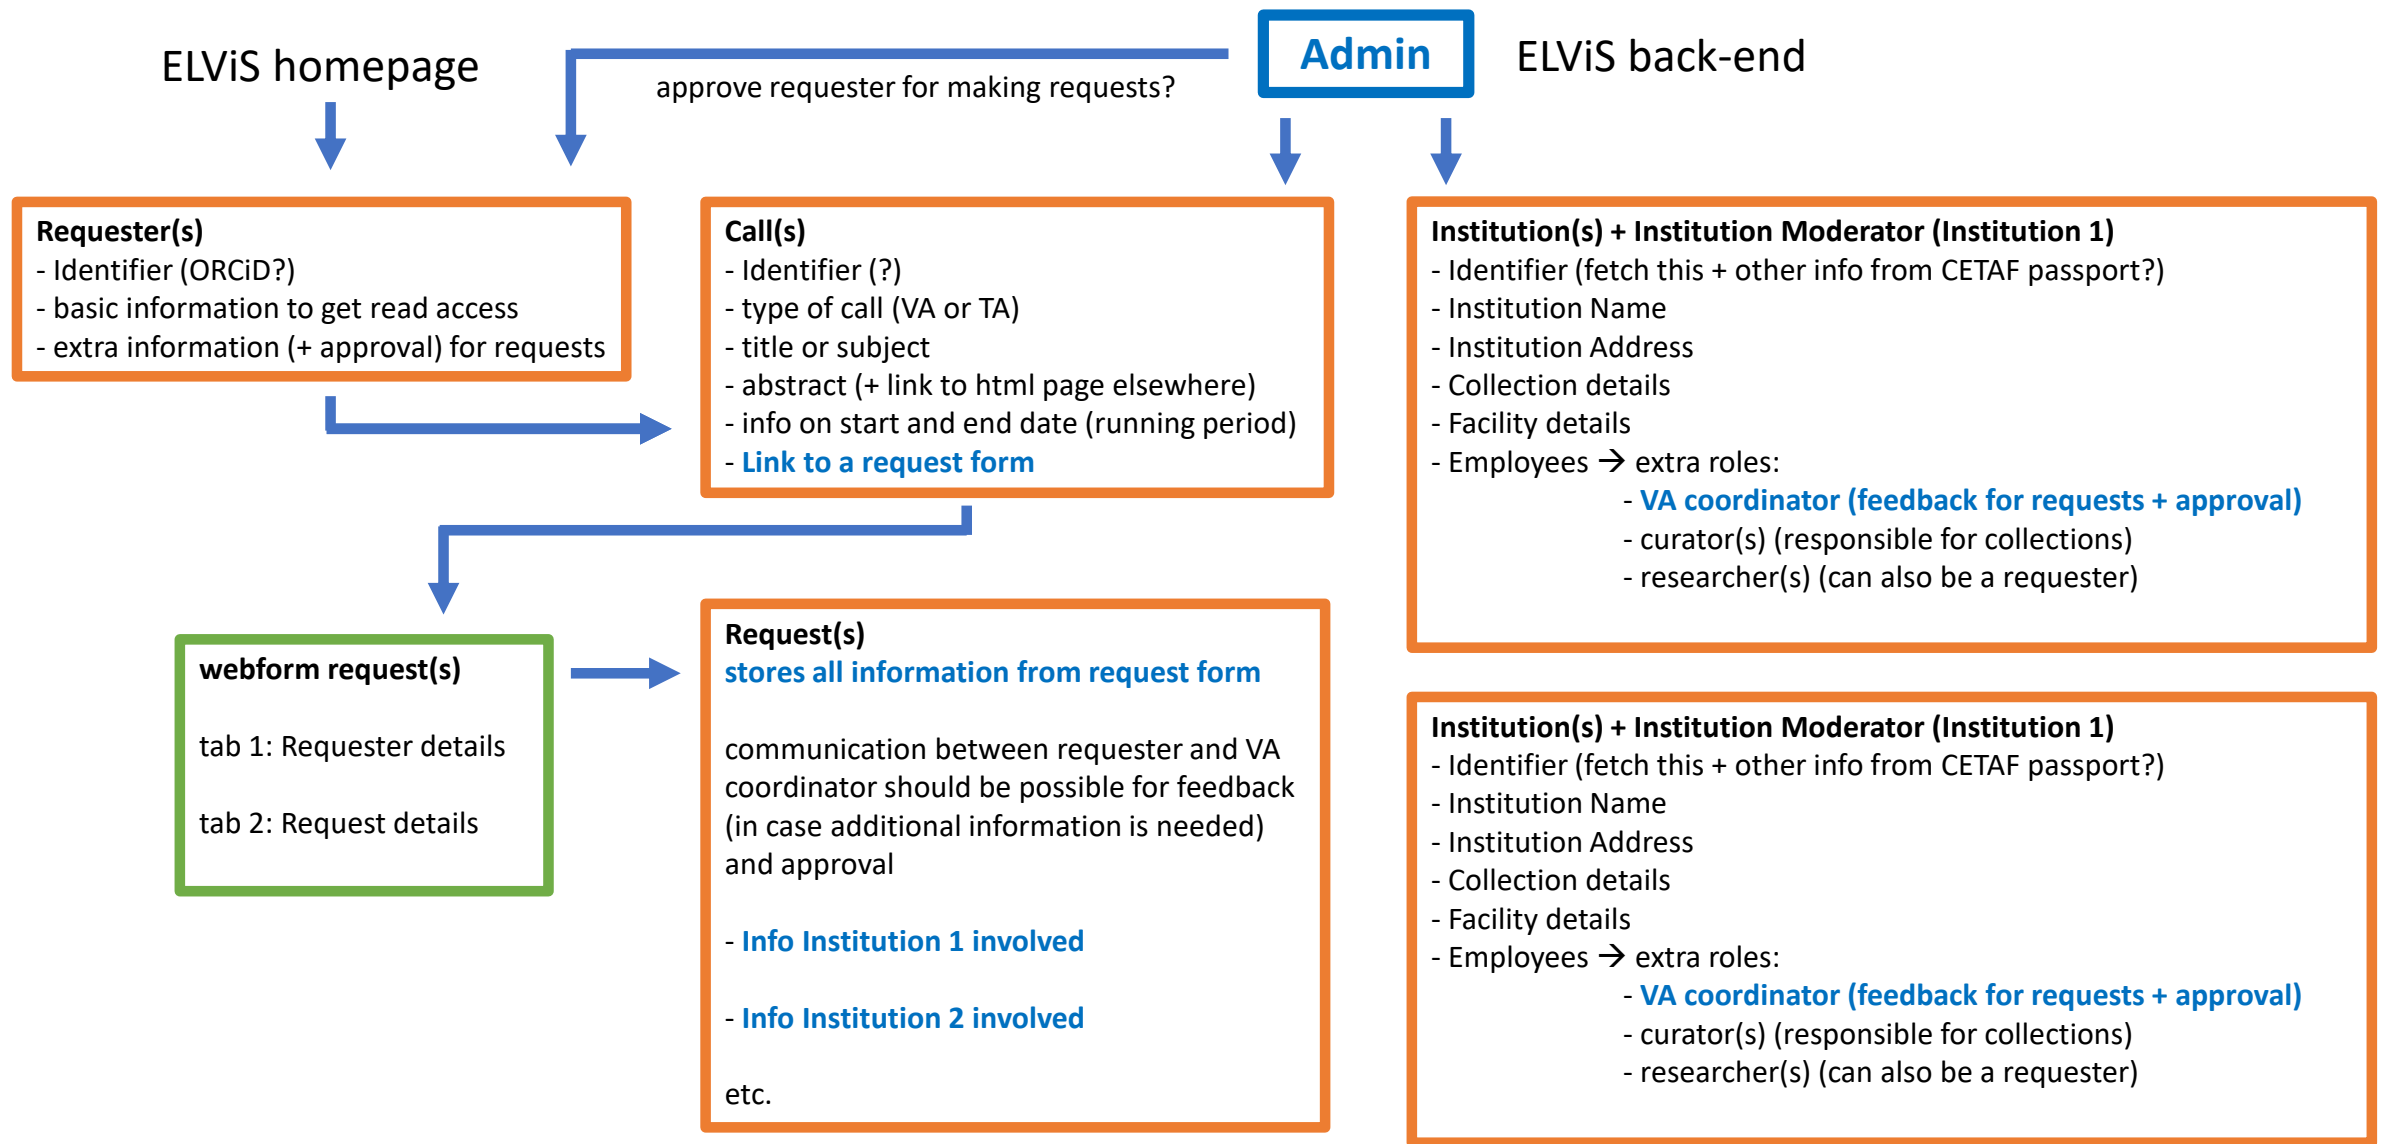 ELViS homepage
approve requester for making requests?
Admin
ELViS back-end
Requester(s)
- Identifier (ORCiD?)
- basic information to get read access
- extra information (+ approval) for requests
Call(s)
- Identifier (?)
- type of call (VA or TA)
- title or subject
- abstract (+ link to html page elsewhere)
- info on start and end date (running period)
- Link to a request form
Institution(s) + Institution Moderator (Institution 1)
- Identifier (fetch this + other info from CETAF passport?)
- Institution Name
- Institution Address
- Collection details
- Facility details
- Employees → extra roles:
- VA coordinator (feedback for requests + approval)
- curator(s) (responsible for collections)
- researcher(s) (can also be a requester)
webform request(s)
tab 1: Requester details
tab 2: Request details
Request(s)
stores all information from request form
communication between requester and VA
coordinator should be possible for feedback
(in case additional information is needed)
and approval
- Info Institution 1 involved
- Info Institution 2 involved
etc.
Institution(s) + Institution Moderator (Institution 1)
- Identifier (fetch this + other info from CETAF passport?)
- Institution Name
- Institution Address
- Collection details
- Facility details
- Employees → extra roles:
- VA coordinator (feedback for requests + approval)
- curator(s) (responsible for collections)
- researcher(s) (can also be a requester)